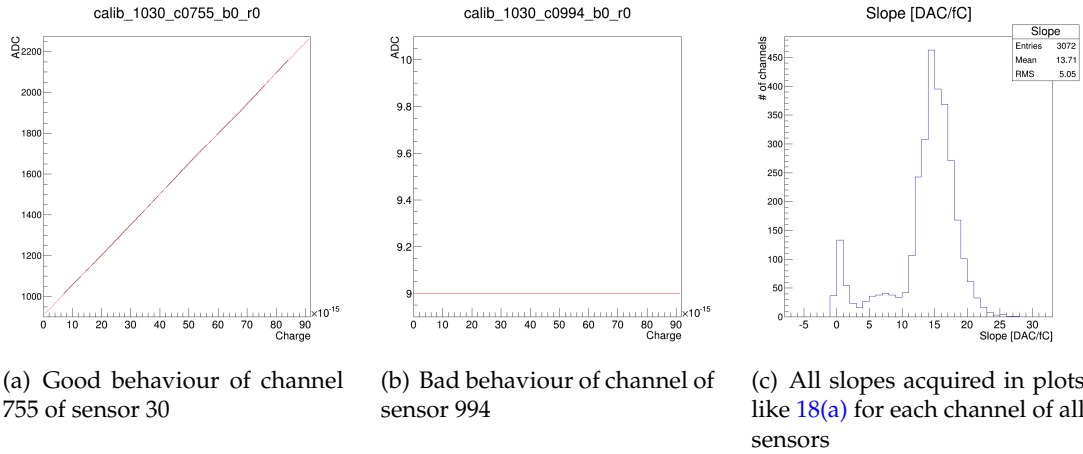 calib_1030_c0755_b0_r0
ADC
2200
2000
1800
1600
1400
1200
1000
0 10 20 30 40 50 60 70 80 90
×10-15
Charge
calib_1030_c0994_b0_r0
ADC
10
9.8
9.6
9.4
9.2
9
0 10 20 30 40 50 60 70 80 90
×10-15
Charge
Slope [DAC/fC]
Slope
Entries 3072
Mean 13.71
RMS 5.05
# of channels
450
400
350
300
250
200
150
100
50
0
-5 0 5 10 15 20 25 30
Slope [DAC/fC]
(a) Good behaviour of channel
755 of sensor 30
(b) Bad behaviour of channel of
sensor 994
(c) All slopes acquired in plots
like 18(a) for each channel of all
sensors